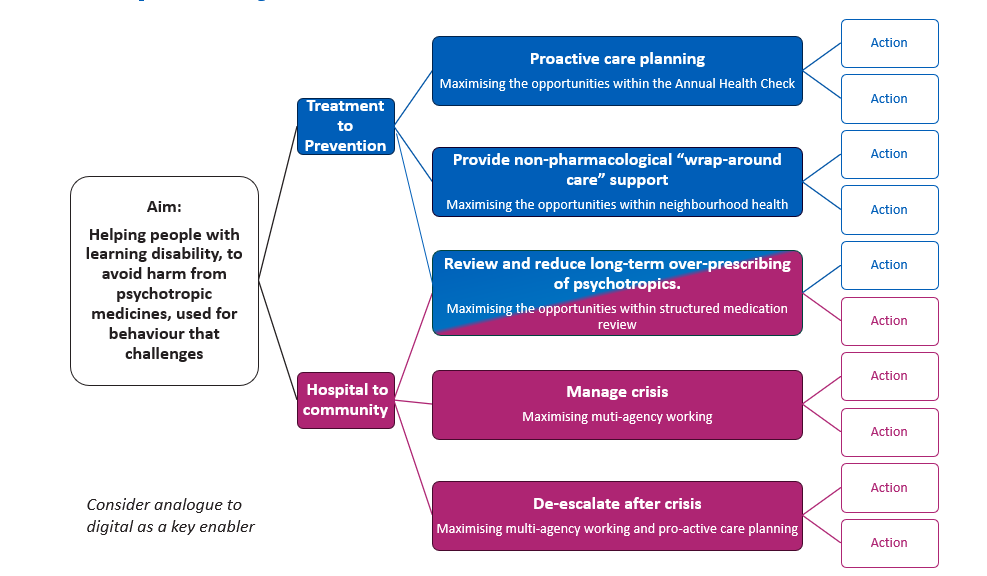 Aim:
Helping people with
learning disability, to
avoid harm from
psychotropic
medicines, used for
behaviour that
challenges
Consider analogue to
digital as a key enabler
Treatment
to
Prevention
Hospital to
community
Proactive care planning
Maximising the opportunities within the Annual Health Check
Provide non-pharmacological “wrap-around
care” support
Maximising the opportunities within neighbourhood health
Review and reduce long-term over-prescribing
of psychotropics.
Maximising the opportunities within structured medication
review
Manage crisis
Maximising muti-agency working
De-escalate after crisis
Maximising multi-agency working and pro-active care planning
Action
Action
Action
Action
Action
Action
Action
Action
Action
Action